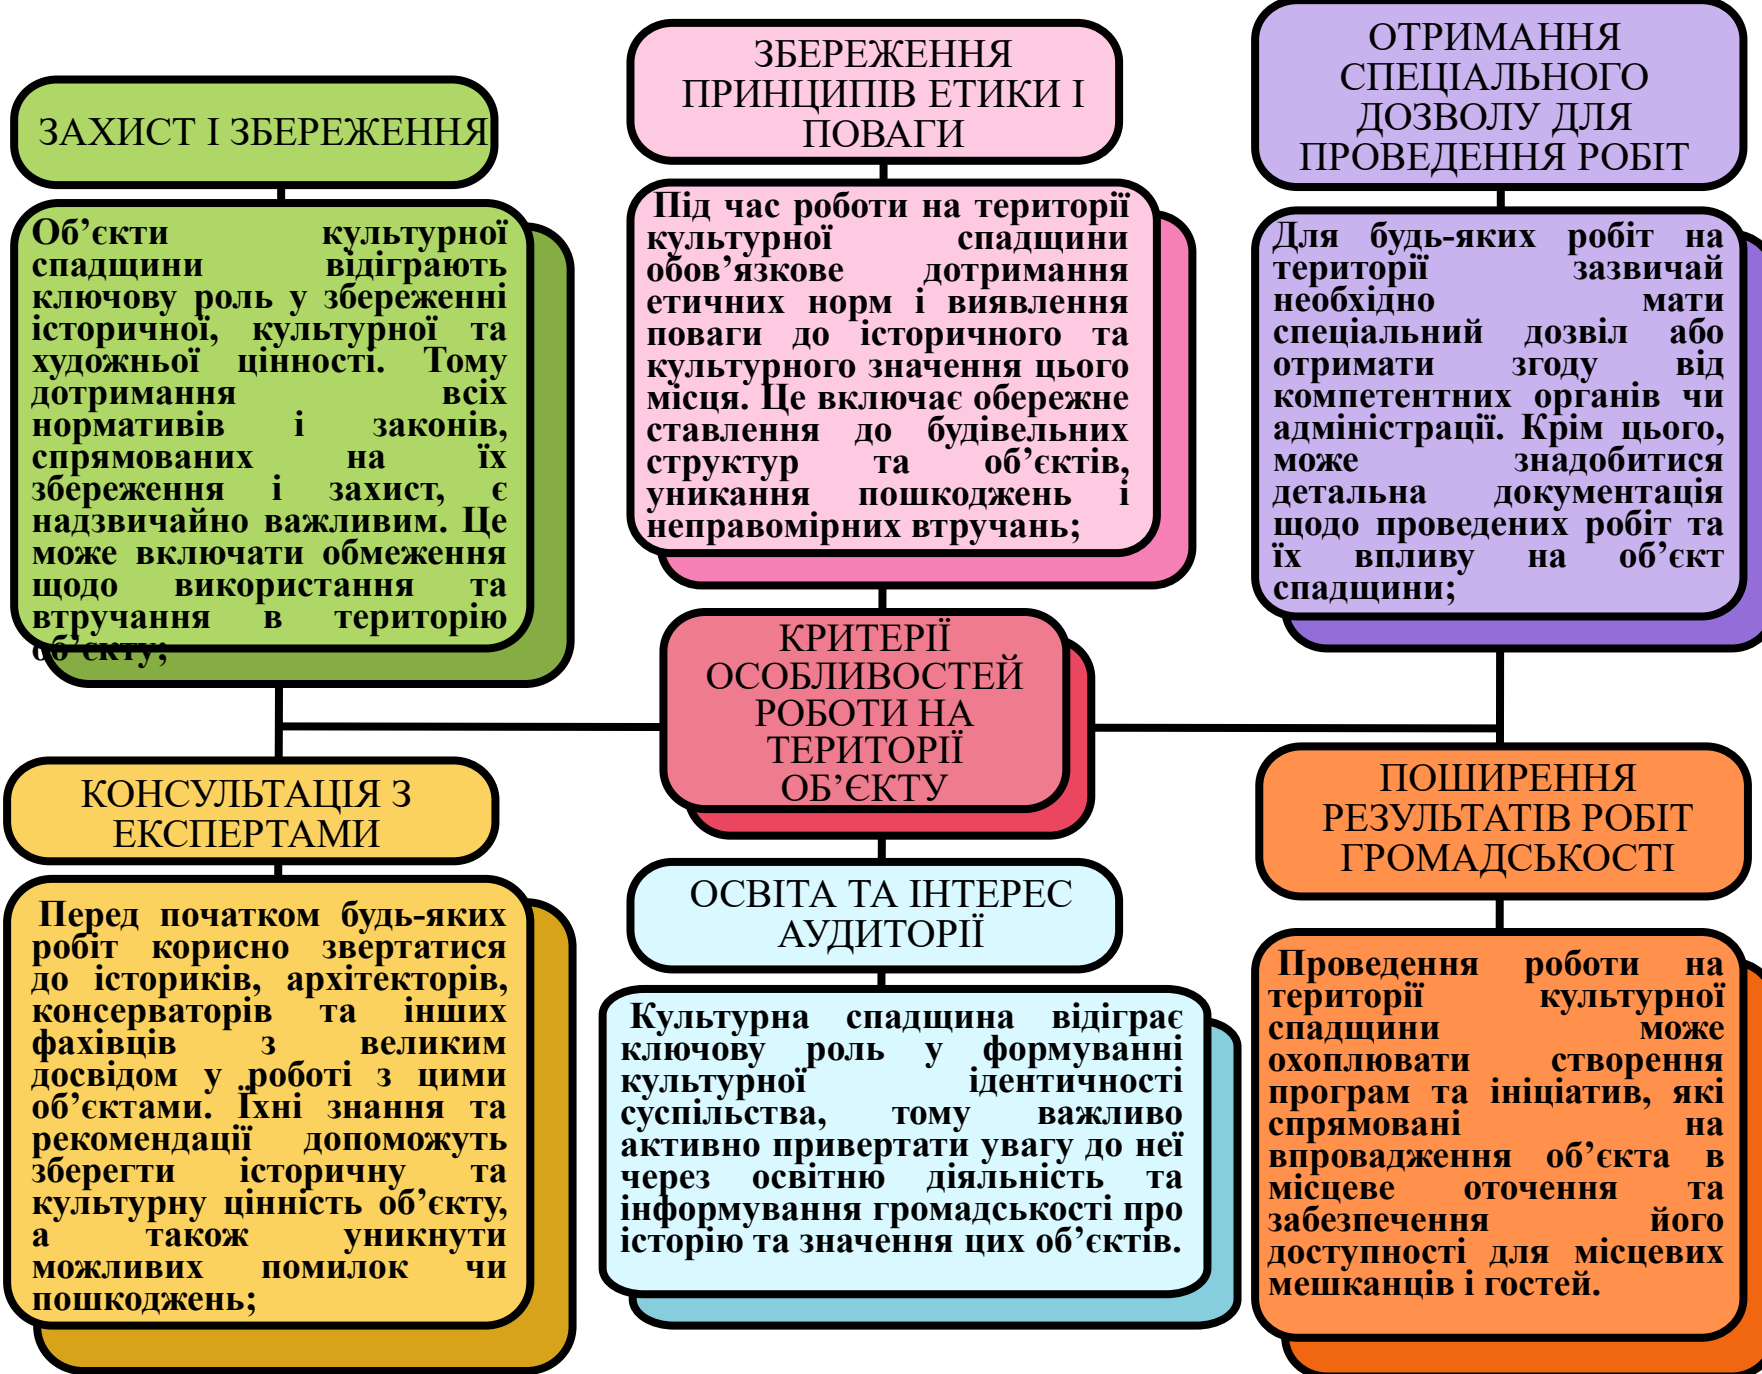 ЗАХИСТ І ЗБЕРЕЖЕННЯ
Об’єкти культурної
спадщини відіграють
ключову роль у збереженні
історичної, культурної та
художньої цінності. Тому
дотримання всіх
нормативів і законів,
спрямованих на їх
збереження і захист, є
надзвичайно важливим. Це
може включати обмеження
щодо використання та
втручання в територію
об’єкту;
ЗБЕРЕЖЕННЯ
ПРИНЦИПІВ ЕТИКИ І
ПОВАГИ
Під час роботи на території
культурної спадщини
обов’язкове дотримання
етичних норм і виявлення
поваги до історичного та
культурного значення цього
місця. Це включає обережне
ставлення до будівельних
структур та об’єктів,
уникання пошкоджень і
неправомірних втручань;
ОТРИМАННЯ
СПЕЦІАЛЬНОГО
ДОЗВОЛУ ДЛЯ
ПРОВЕДЕННЯ РОБІТ
Для будь-яких робіт на
території зазвичай
необхідно мати
спеціальний дозвіл або
отримати згоду від
компетентних органів чи
адміністрації. Крім цього,
може знадобитися
детальна документація
щодо проведених робіт та
їх впливу на об’єкт
спадщини;
КРИТЕРІЇ
ОСОБЛИВОСТЕЙ
РОБОТИ НА
ТЕРИТОРІЇ
ОБ’ЄКТУ
КОНСУЛЬТАЦІЯ З
ЕКСПЕРТАМИ
Перед початком будь-яких
робіт корисно звертатися
до істориків, архітекторів,
консерваторів та інших
фахівців з великим
досвідом у роботі з цими
об’єктами. Їхні знання та
рекомендації допоможуть
зберегти історичну та
культурну цінність об’єкту,
а також уникнути
можливих помилок чи
пошкоджень;
ОСВІТА ТА ІНТЕРЕС
АУДИТОРІЇ
Культурна спадщина відіграє
ключову роль у формуванні
культурної ідентичності
суспільства, тому важливо
активно привертати увагу до неї
через освітню діяльність та
інформування громадськості про
історію та значення цих об’єктів.
ПОШИРЕННЯ
РЕЗУЛЬТАТІВ РОБІТ
ГРОМАДСЬКОСТІ
Проведення роботи на
території культурної
спадщини може
охоплювати створення
програм та ініціатив, які
спрямовані на
впровадження об’єкта в
місцеве оточення та
забезпечення його
доступності для місцевих
мешканців і гостей.